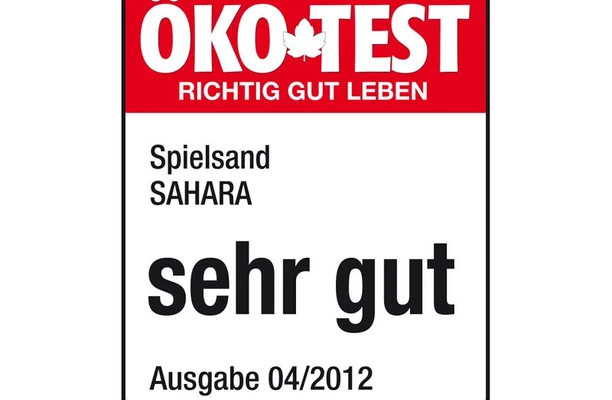 ÖKO TEST
RICHTIG GUT LEBEN
Spielsand
SAHARA
sehr gut
Ausgabe 04/2012